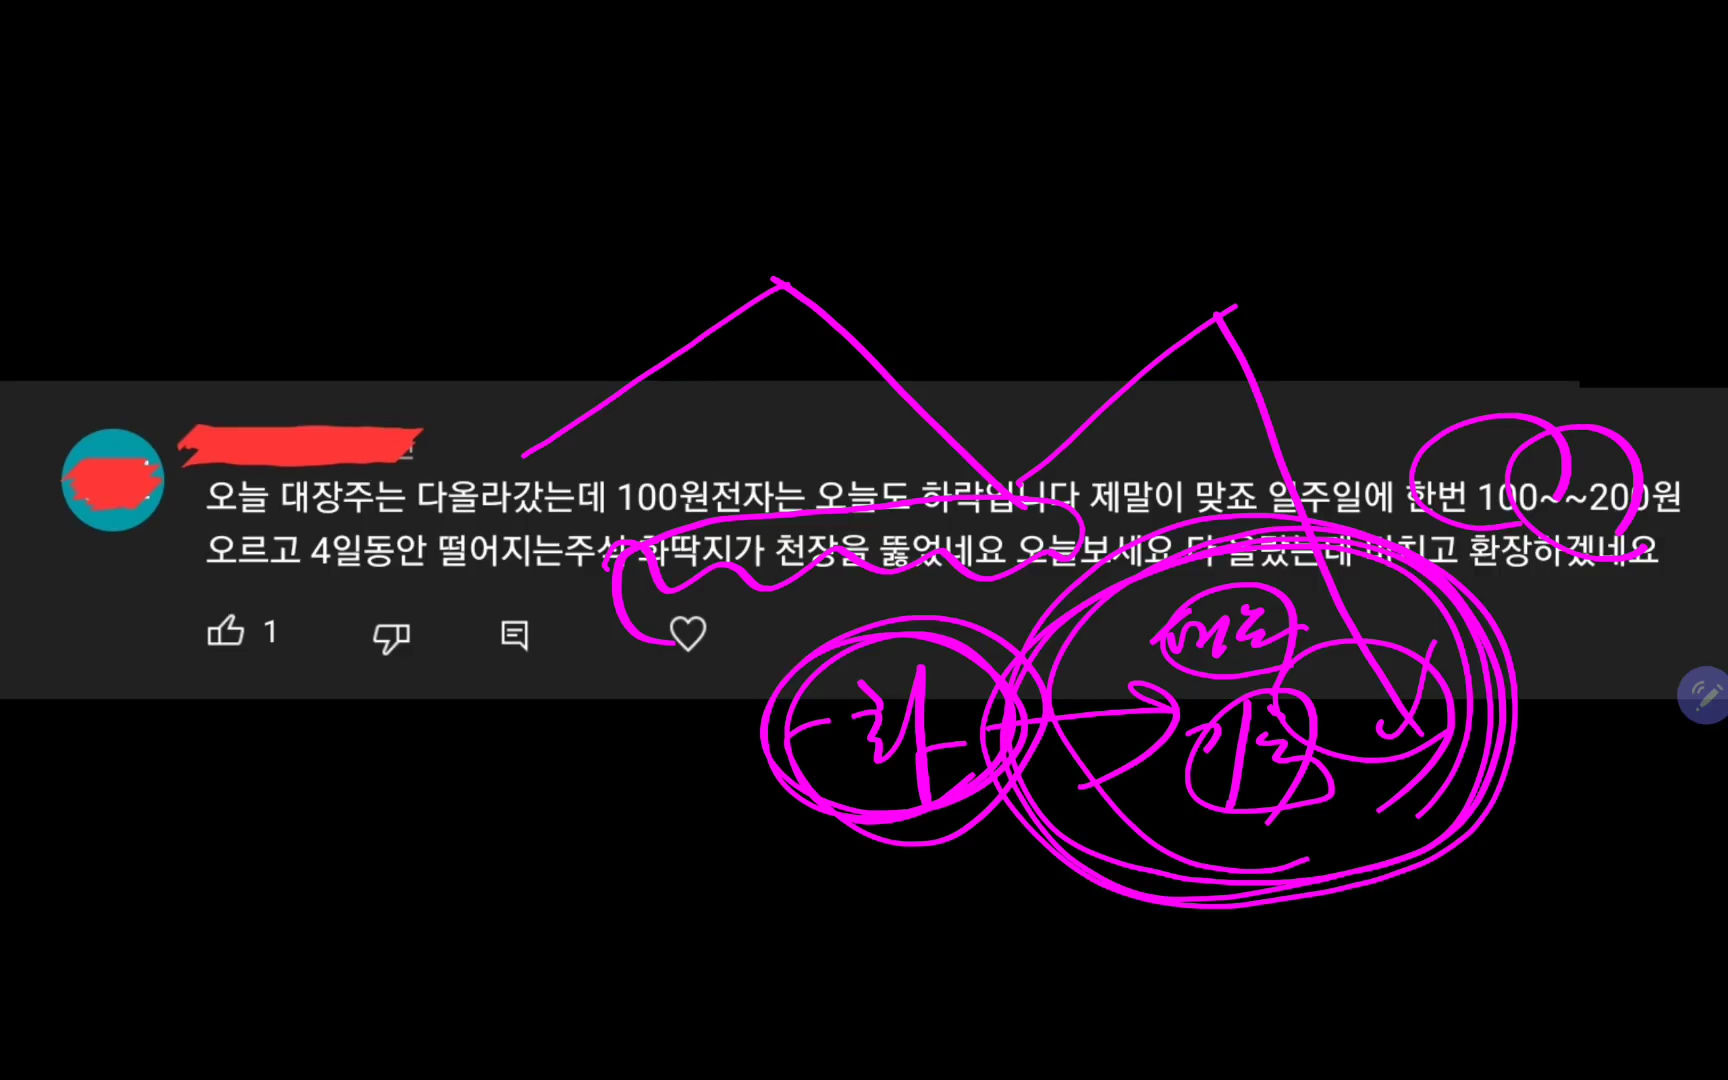 오늘 대장주는 다올라갔는데 100원전자는 오늘도 하락입니다 제말이 맞죠 일주일에 한번 100~~200원
오르고 4일동안 떨어지는주식 화딱지가 천장을 뚫었네요 오늘보세요 다 올랐는데 미치고 환장하겠네요
1
화